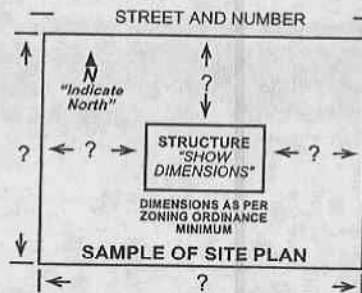 STREET AND NUMBER
N
"Indicate
North"
?
?
?
STRUCTURE
"SHOW
DIMENSIONS"
?
DIMENSIONS AS PER
ZONING ORDINANCE
MINIMUM
SAMPLE OF SITE PLAN
?